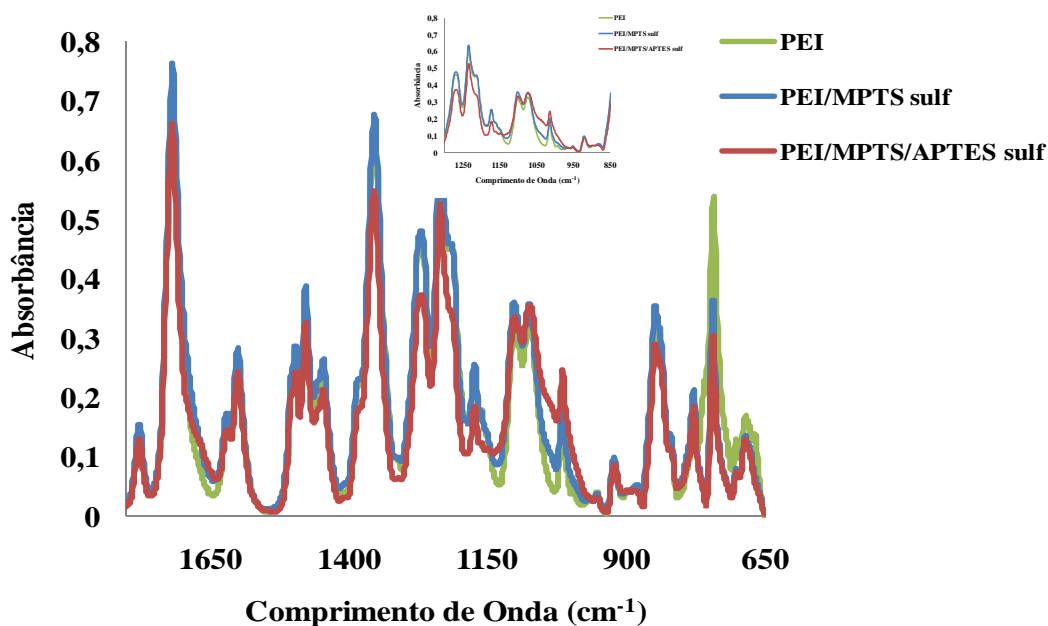 0,8
0,7
0,6
0,5
0,4
0,3
0,2
0,1
0
Absorbância
1650 1400 1150 900 650
Comprimento de Onda (cm-1)
PEI
PEI/MPTS sulf
PEI/MPTS/APTES sulf
0,8
0,7
0,6
0,5
0,4
0,3
0,2
0,1
0
Absorbância
1250 1150 1050 950 850
Comprimento de Onda (cm-1)
PEI
PEI/MPTS sulf
PEI/MPTS/APTES sulf